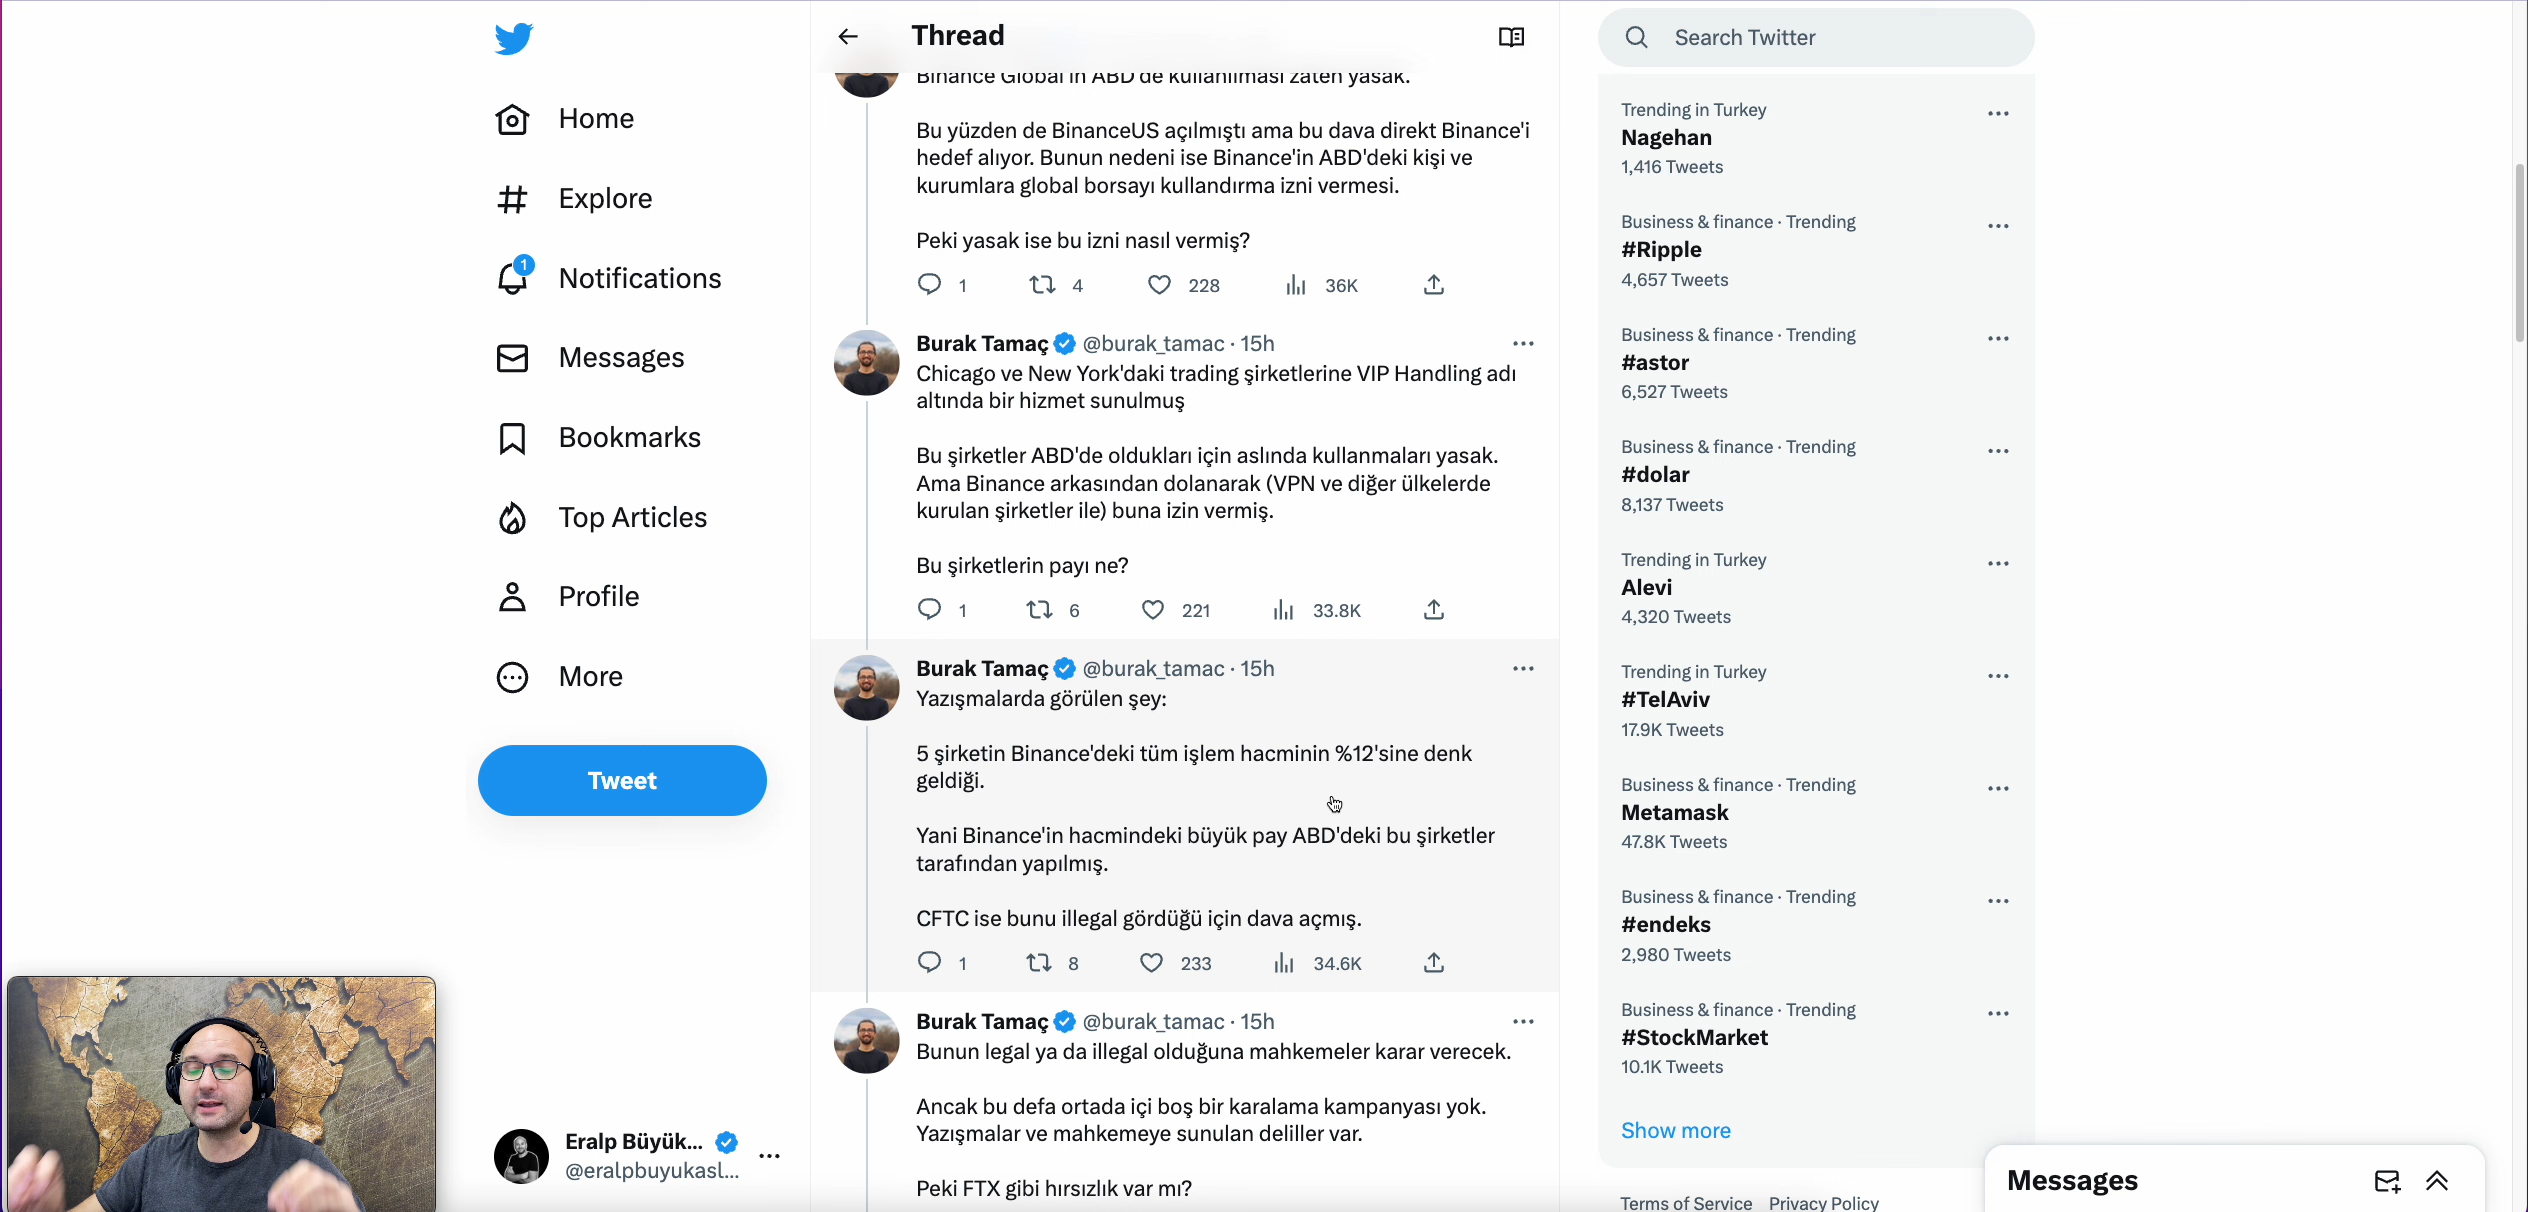 Home
Explore
1
Notifications
Messages
Bookmarks
Top Articles
Profile
More
Tweet
Eralp Büyük...
@eralpbuyukasl...
Thread
Binance Global'in ABD'de kullanılması zaten yasak.
Bu yüzden de BinanceUS açılmıştı ama bu dava direkt Binance'i
hedef alıyor. Bunun nedeni ise Binance'in ABD'deki kişi ve
kurumlara global borsayı kullandırma izni vermesi.
Peki yasak ise bu izni nasıl vermiş?
1 4 228 36K
Burak Tamaç @burak_tamac · 15h
Chicago ve New York'daki trading şirketlerine VIP Handling adı
altında bir hizmet sunulmuş
Bu şirketler ABD'de oldukları için aslında kullanmaları yasak.
Ama Binance arkasından dolanarak (VPN ve diğer ülkelerde
kurulan şirketler ile) buna izin vermiş.
Bu şirketlerin payı ne?
1 6 221 33.8K
Burak Tamaç @burak_tamac · 15h
Yazışmalarda görülen şey:
5 şirketin Binance'deki tüm işlem hacminin %12'sine denk
geldiği.
Yani Binance'in hacmindeki büyük pay ABD'deki bu şirketler
tarafından yapılmış.
CFTC ise bunu illegal gördüğü için dava açmış.
1 8 233 34.6K
Burak Tamaç @burak_tamac · 15h
Bunun legal ya da illegal olduğuna mahkemeler karar verecek.
Ancak bu defa ortada içi boş bir karalama kampanyası yok.
Yazışmalar ve mahkemeye sunulan deliller var.
Peki FTX gibi hırsızlık var mı?
Search Twitter
Trending in Turkey
Nagehan
1,416 Tweets
Business & finance · Trending
#Ripple
4,657 Tweets
Business & finance · Trending
#astor
6,527 Tweets
Business & finance · Trending
#dolar
8,137 Tweets
Trending in Turkey
Alevi
4,320 Tweets
Trending in Turkey
#TelAviv
17.9K Tweets
Business & finance · Trending
Metamask
47.8K Tweets
Business & finance · Trending
#endeks
2,980 Tweets
Business & finance · Trending
#StockMarket
10.1K Tweets
Show more
Terms of Service Privacy Policy
Messages